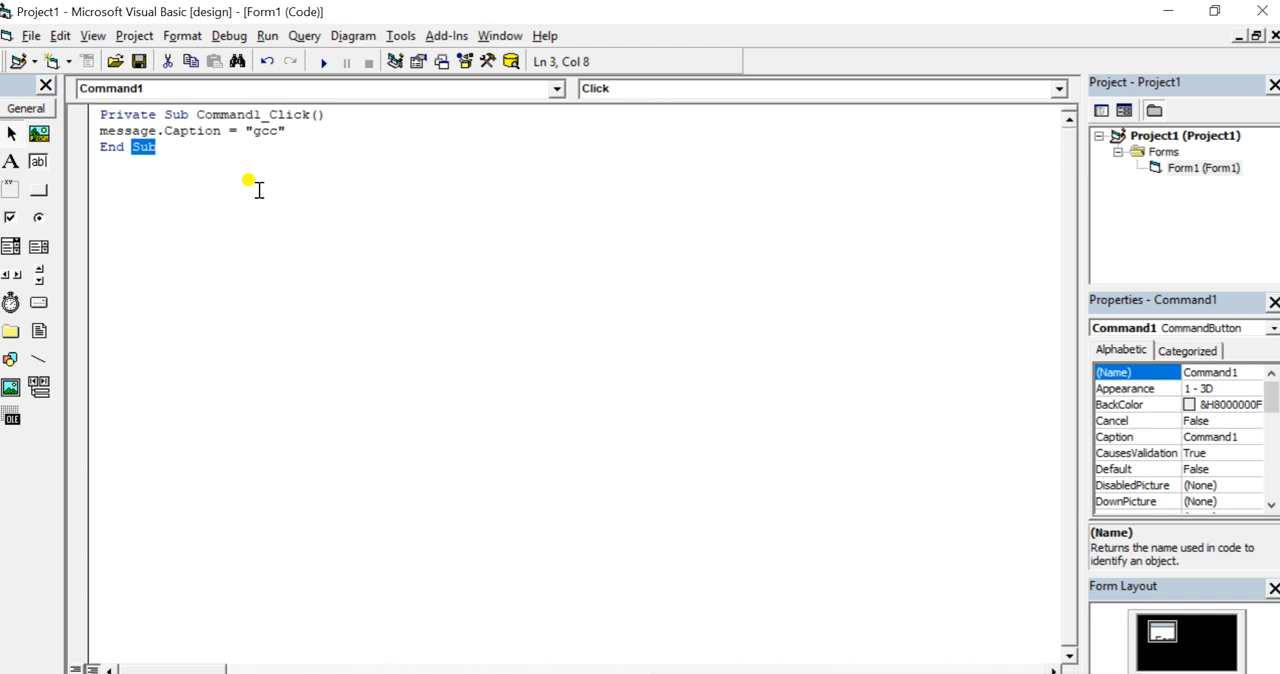 Project1 - Microsoft Visual Basic [design] - [Form1 (Code)]
File Edit View Project Format Debug Run Query Diagram Tools Add-Ins Window Help
Ln 3, Col 8
General
A
ab|
xv
OLE
Command1
Click
Private Sub Command1_Click()
message.Caption = "gcc"
End Sub
Project - Project1
Project1 (Project1)
Forms
Form1 (Form1)
Properties - Command1
Command1 CommandButton
Alphabetic Categorized
(Name) Command1
Appearance 1 - 3D
BackColor &H8000000F
Cancel False
Caption Command1
CausesValidation True
Default False
DisabledPicture (None)
DownPicture (None)
(Name)
Returns the name used in code to
identify an object.
Form Layout